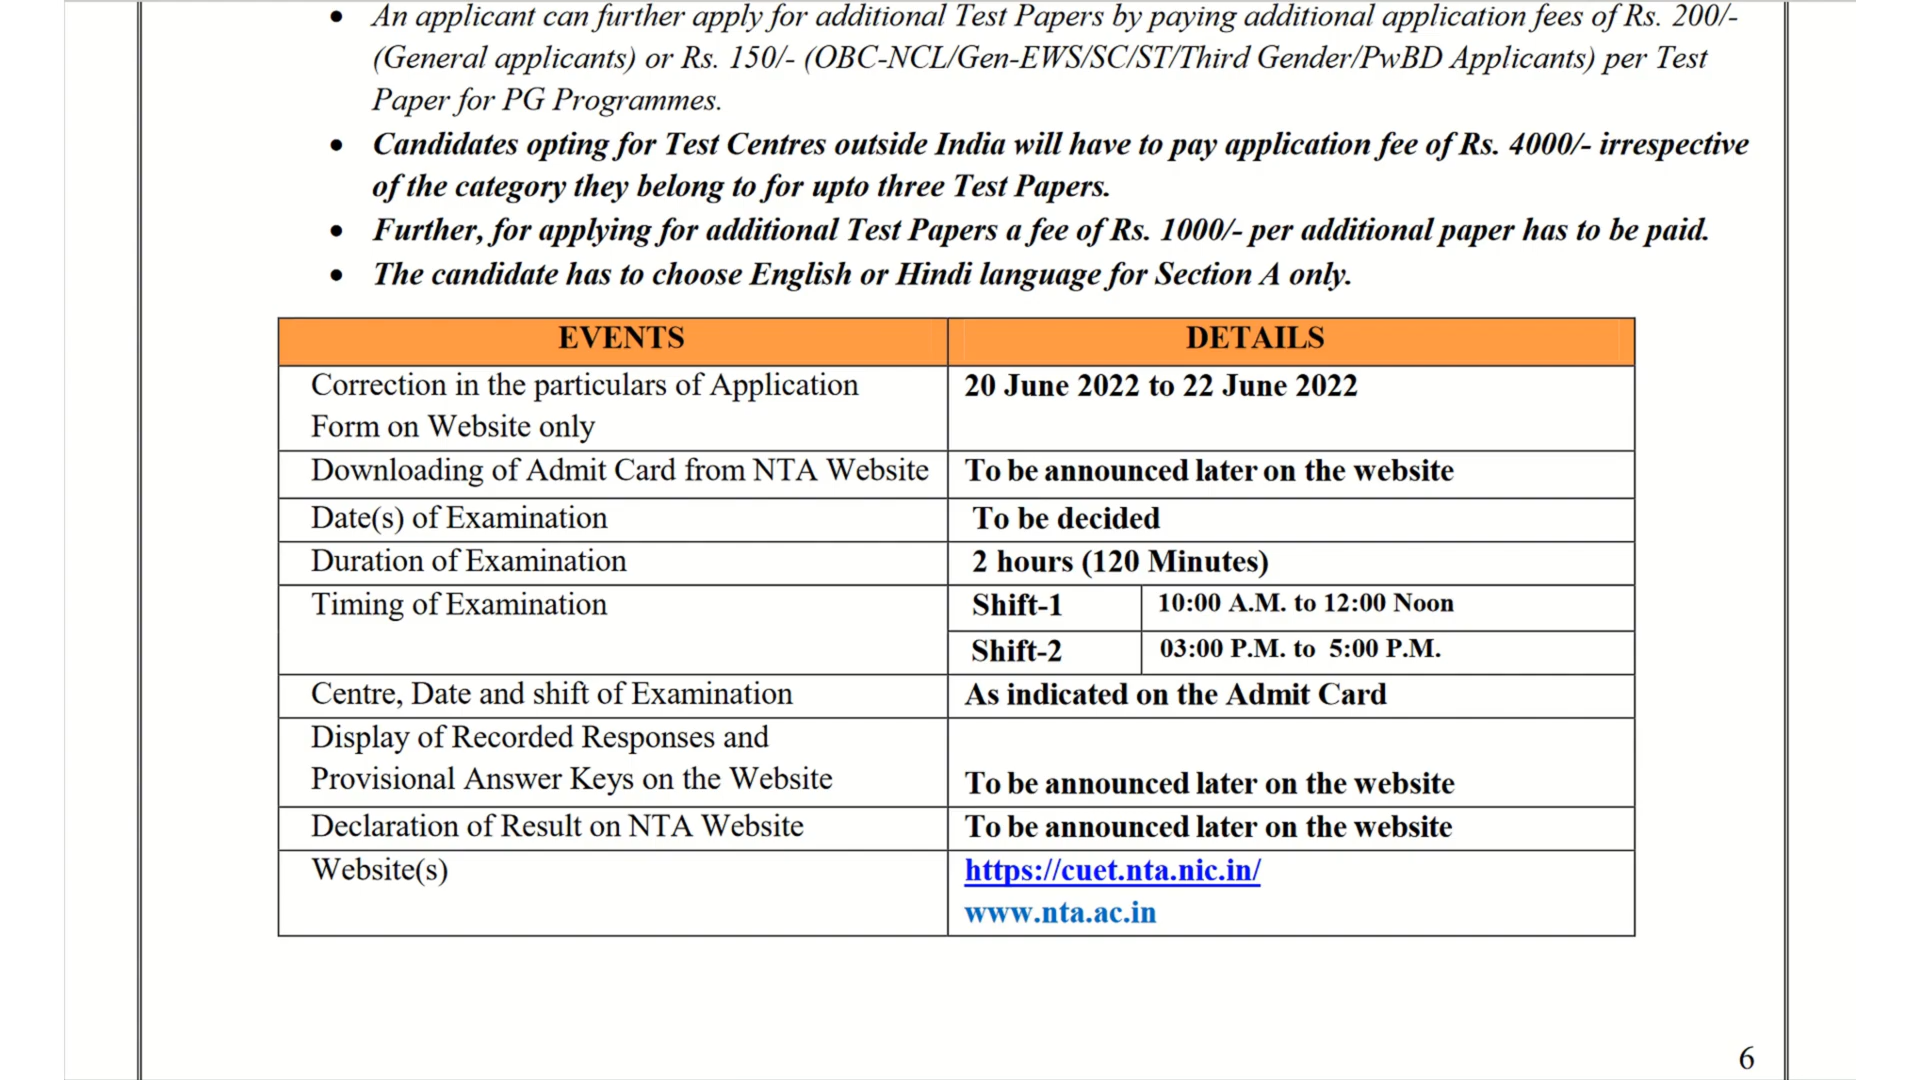 • An applicant can further apply for additional Test Papers by paying additional application fees of Rs. 200/-
(General applicants) or Rs. 150/- (OBC-NCL/Gen-EWS/SC/ST/Third Gender/PwBD Applicants) per Test
Paper for PG Programmes.
• Candidates opting for Test Centres outside India will have to pay application fee of Rs. 4000/- irrespective
of the category they belong to for upto three Test Papers.
• Further, for applying for additional Test Papers a fee of Rs. 1000/- per additional paper has to be paid.
• The candidate has to choose English or Hindi language for Section A only.
EVENTS DETAILS
Correction in the particulars of Application 20 June 2022 to 22 June 2022
Form on Website only
Downloading of Admit Card from NTA Website To be announced later on the website
Date(s) of Examination To be decided
Duration of Examination 2 hours (120 Minutes)
Timing of Examination Shift-1 10:00 A.M. to 12:00 Noon
Shift-2 03:00 P.M. to 5:00 P.M.
Centre, Date and shift of Examination As indicated on the Admit Card
Display of Recorded Responses and
Provisional Answer Keys on the Website To be announced later on the website
Declaration of Result on NTA Website To be announced later on the website
Website(s) https://cuet.nta.nic.in/
www.nta.ac.in
6